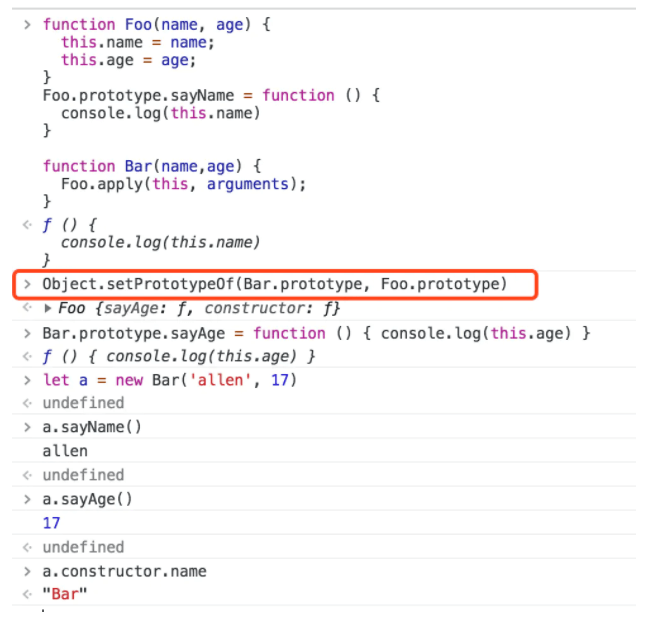 > function Foo(name, age) {
    this.name = name;
    this.age = age;
  }
  Foo.prototype.sayName = function () {
    console.log(this.name)
  }

  function Bar(name,age) {
    Foo.apply(this, arguments);
  }
< ƒ () {
    console.log(this.name)
  }
> Object.setPrototypeOf(Bar.prototype, Foo.prototype)
< ▶ Foo {sayAge: ƒ, constructor: ƒ}
> Bar.prototype.sayAge = function () { console.log(this.age) }
< ƒ () { console.log(this.age) }
> let a = new Bar('allen', 17)
< undefined
> a.sayName()
  allen
< undefined
> a.sayAge()
  17
< undefined
> a.constructor.name
< "Bar"